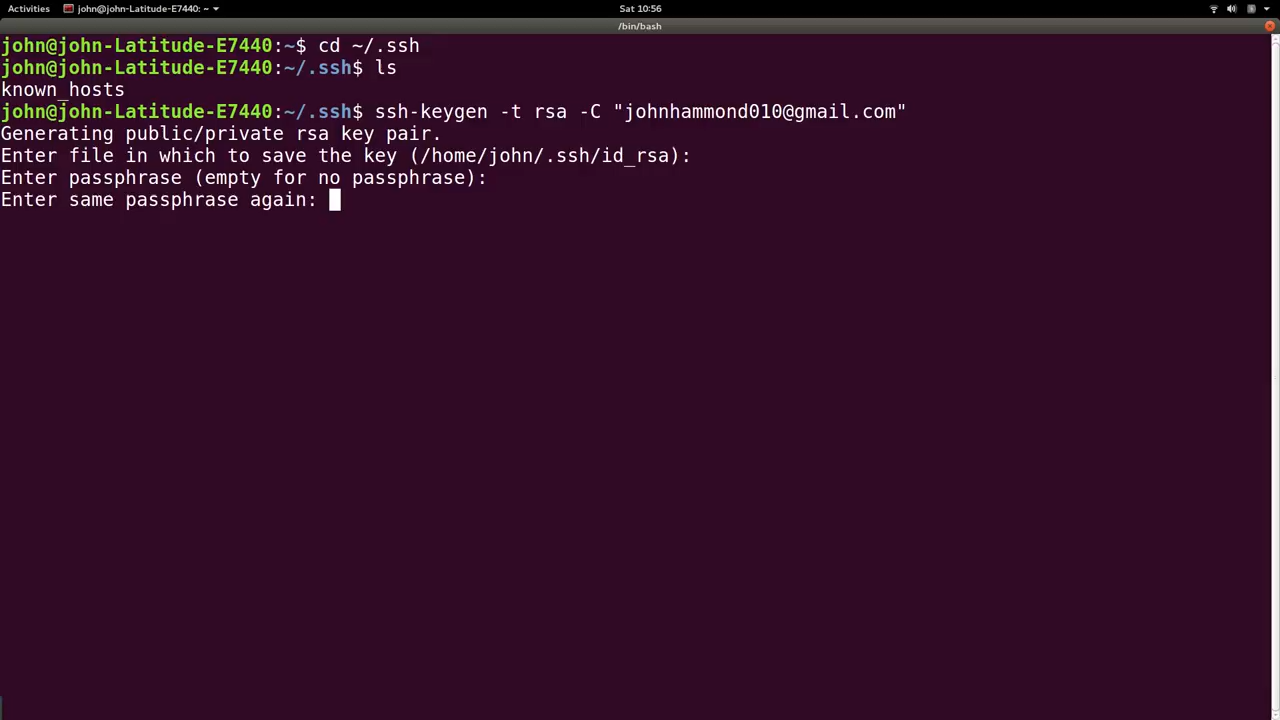 Activities john@john-Latitude-E7440: ~ Sat 10:56
/bin/bash
john@john-Latitude-E7440:~$ cd ~/.ssh
john@john-Latitude-E7440:~/.ssh$ ls
known_hosts
john@john-Latitude-E7440:~/.ssh$ ssh-keygen -t rsa -C "johnhammond010@gmail.com"
Generating public/private rsa key pair.
Enter file in which to save the key (/home/john/.ssh/id_rsa):
Enter passphrase (empty for no passphrase):
Enter same passphrase again: